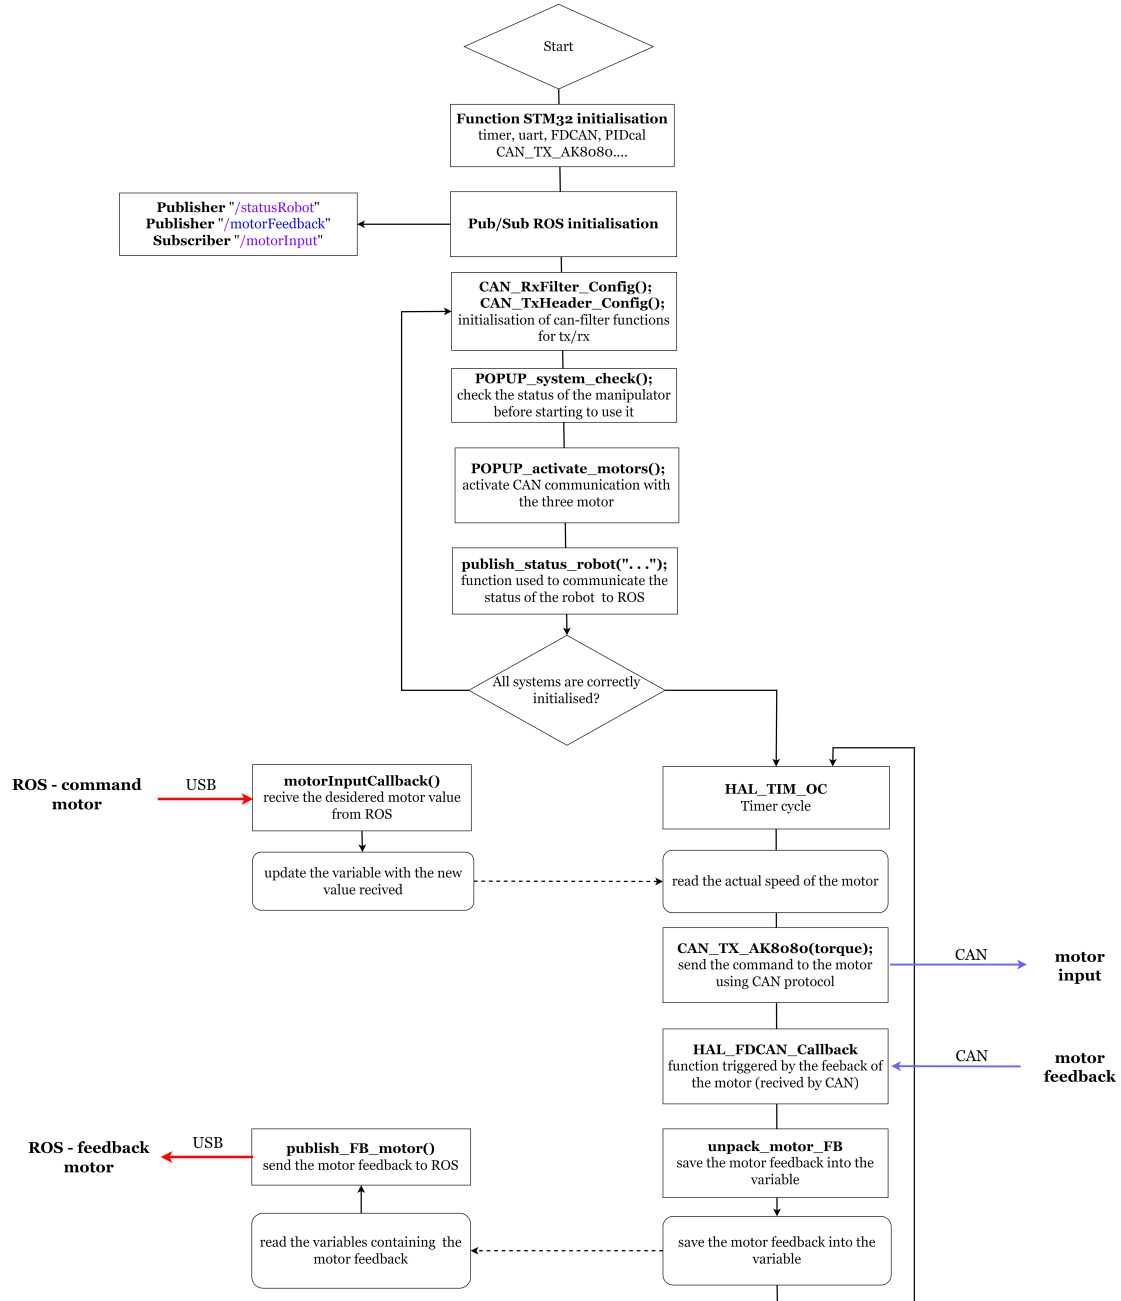 Start
Function STM32 initialisation
timer, uart, FDCAN, PIDcal
CAN_TX_AK8080....
Publisher "/statusRobot"
Publisher "/motorFeedback"
Subscriber "/motorInput"
Pub/Sub ROS initialisation
CAN_RxFilter_Config();
CAN_TxHeader_Config();
initialisation of can-filter functions
for tx/rx
POPUP_system_check();
check the status of the manipulator
before starting to use it
POPUP_activate_motors();
activate CAN communication with
the three motor
publish_status_robot("...");
function used to communicate the
status of the robot to ROS
All systems are correctly
initialised?
ROS - command
motor
USB
motorInputCallback()
recive the desidered motor value
from ROS
update the variable with the new
value recived
HAL_TIM_OC
Timer cycle
read the actual speed of the motor
CAN_TX_AK8080(torque);
send the command to the motor
using CAN protocol
CAN
motor
input
HAL_FDCAN_Callback
function triggered by the feeback of
the motor (recived by CAN)
CAN
motor
feedback
ROS - feedback
motor
USB
publish_FB_motor()
send the motor feedback to ROS
unpack_motor_FB
save the motor feedback into the
variable
read the variables containing the
motor feedback
save the motor feedback into the
variable